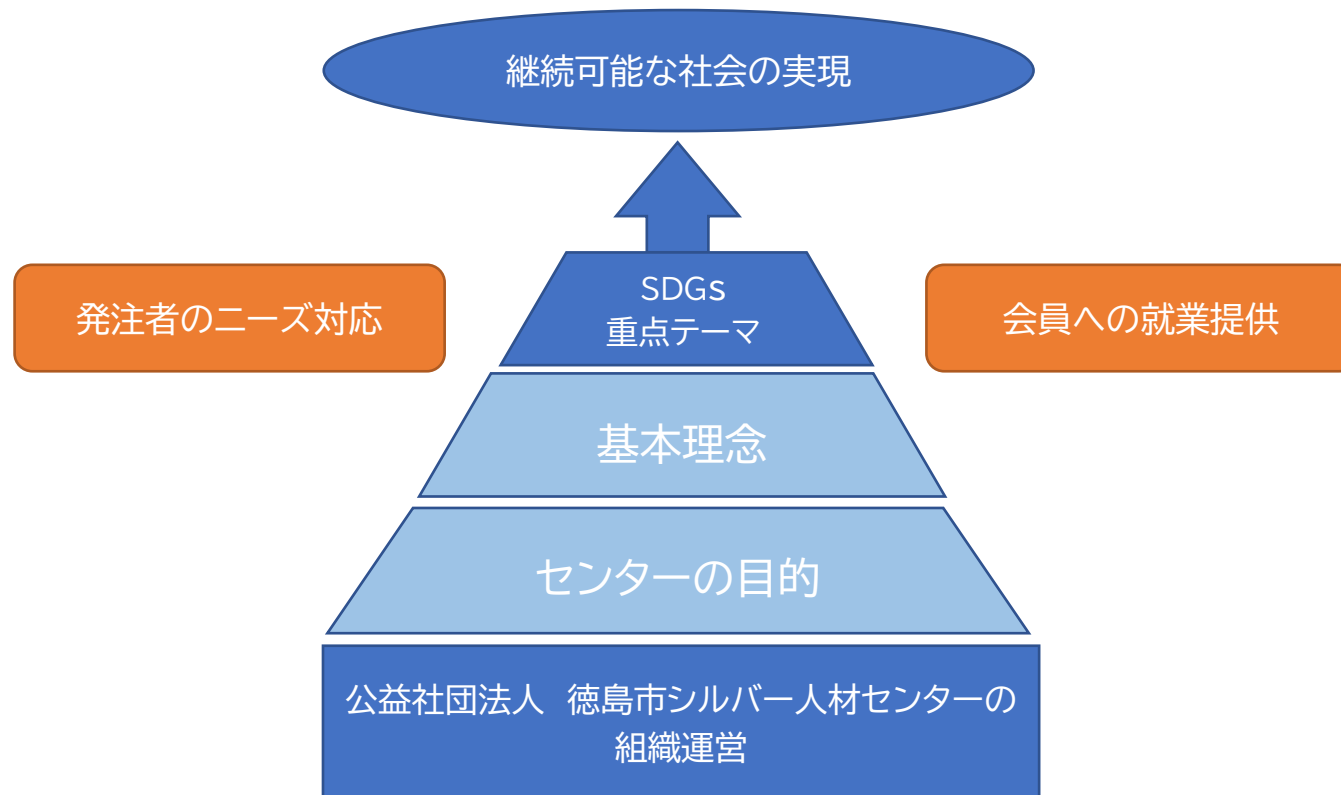 継続可能な社会の実現
発注者のニーズ対応
SDGs
重点テーマ
会員への就業提供
基本理念
センターの目的
公益社団法人　徳島市シルバー人材センターの
組織運営